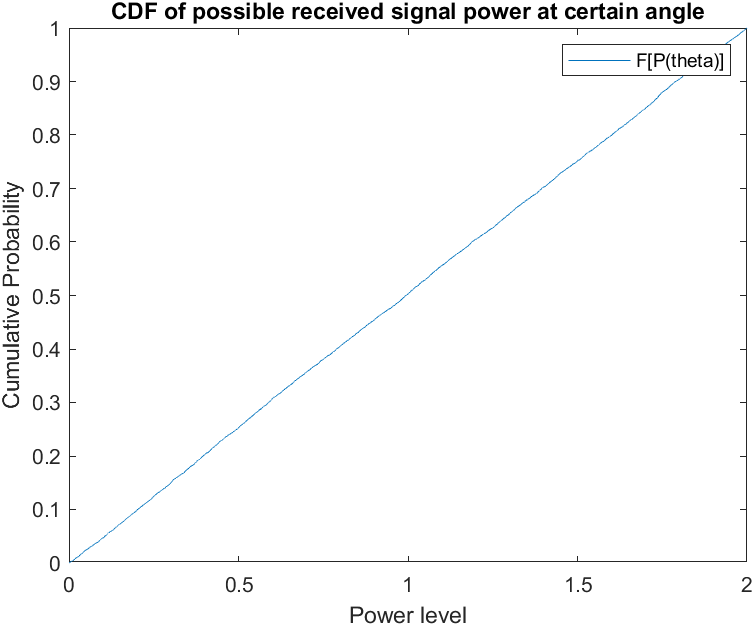 CDF of possible received signal power at certain angle
F[P(theta)]
Cumulative Probability
1
0.9
0.8
0.7
0.6
0.5
0.4
0.3
0.2
0.1
0
0 0.5 1 1.5 2
Power level